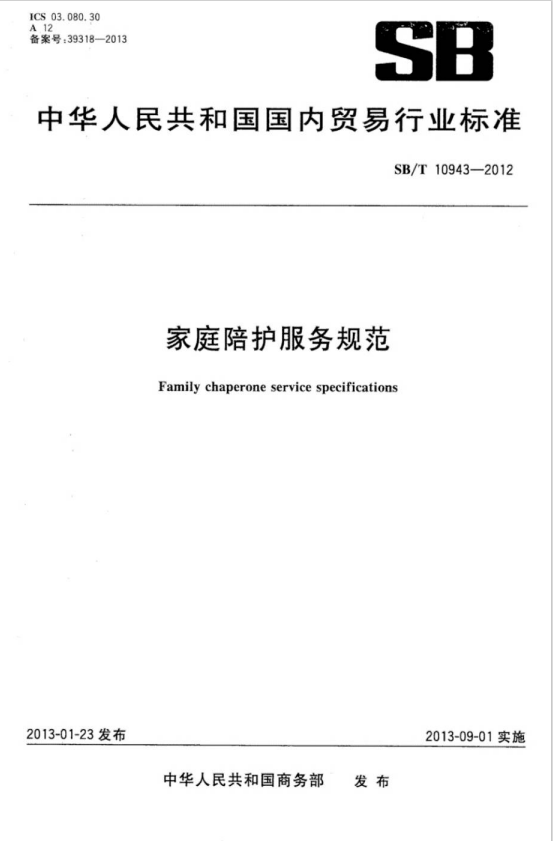 ICS 03.080.30
A 12
备案号:39318—2013
SB
中华人民共和国国内贸易行业标准
SB/T 10943—2012
家庭陪护服务规范
Family chaperone service specifications
2013-01-23 发布
2013-09-01 实施
中华人民共和国商务部 发布